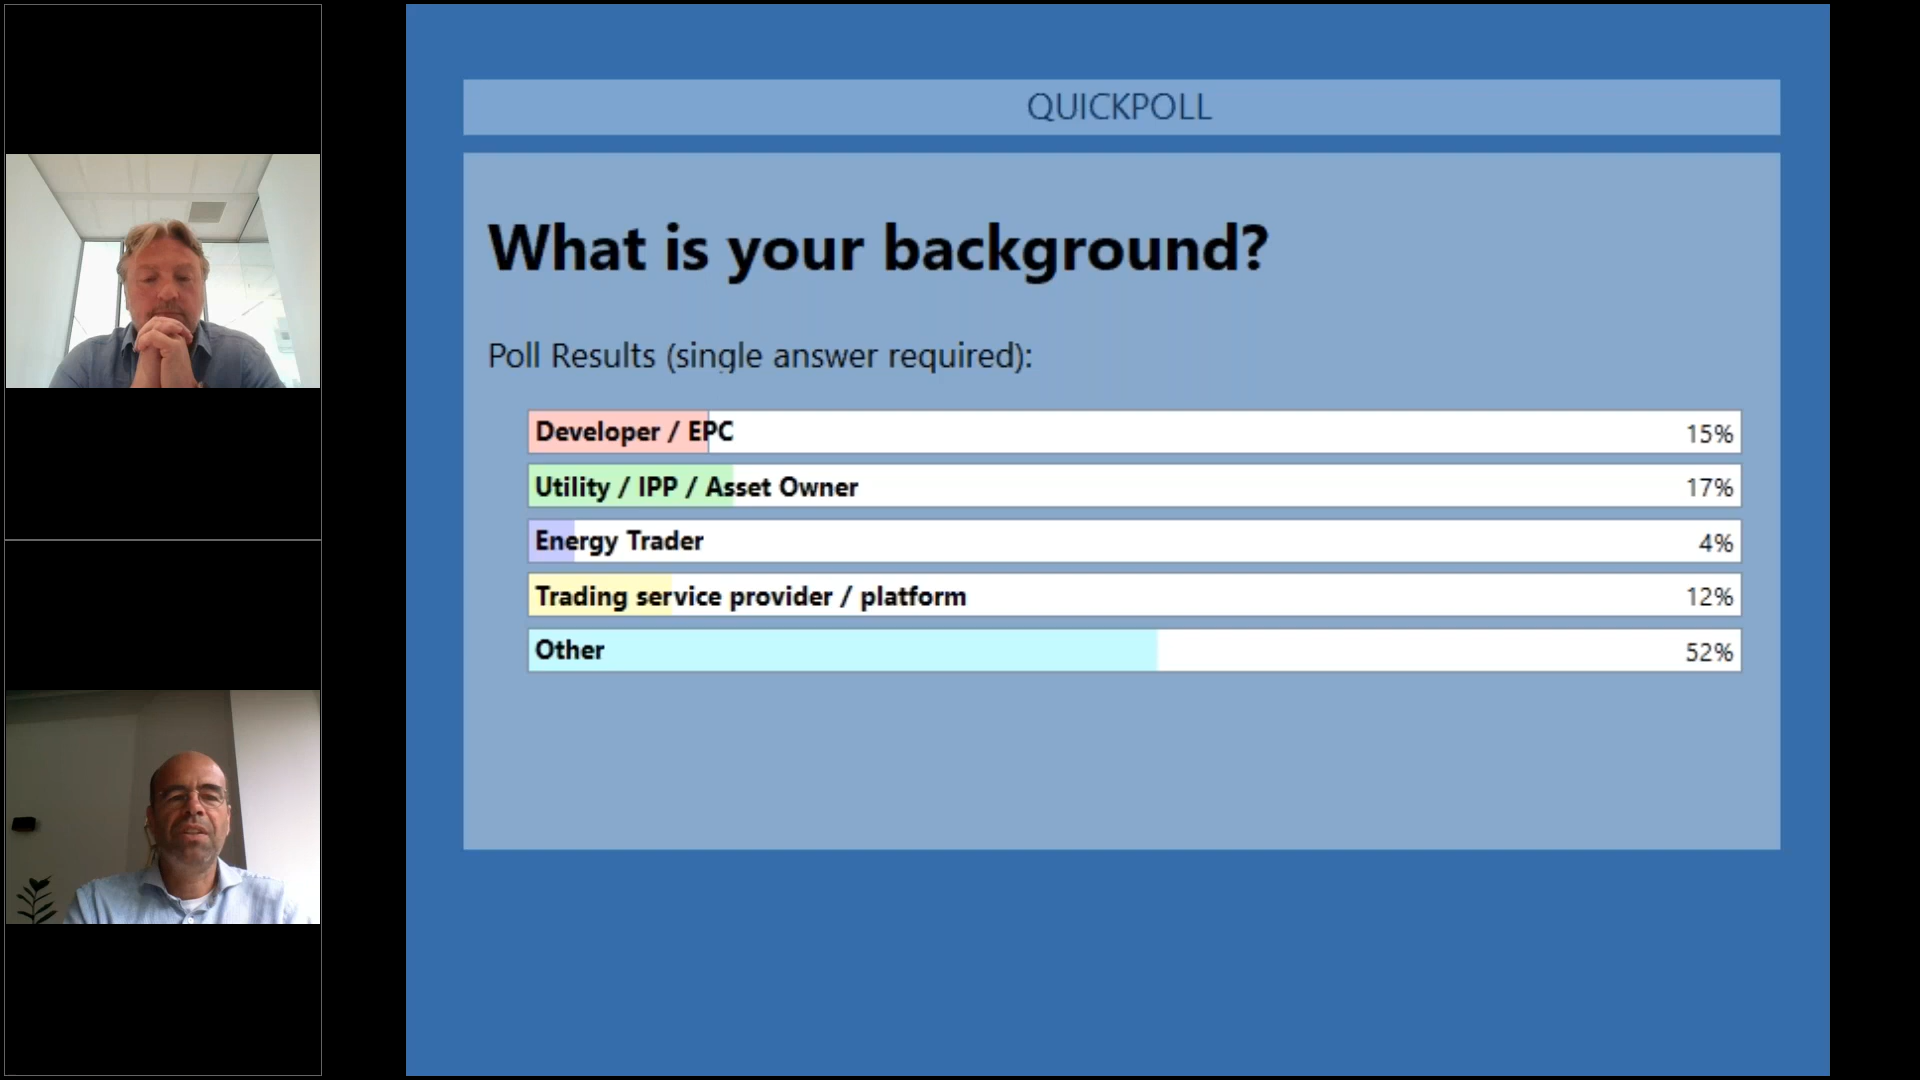 QUICKPOLL
What is your background?
Poll Results (single answer required):
Developer / EPC 15%
Utility / IPP / Asset Owner 17%
Energy Trader 4%
Trading service provider / platform 12%
Other 52%